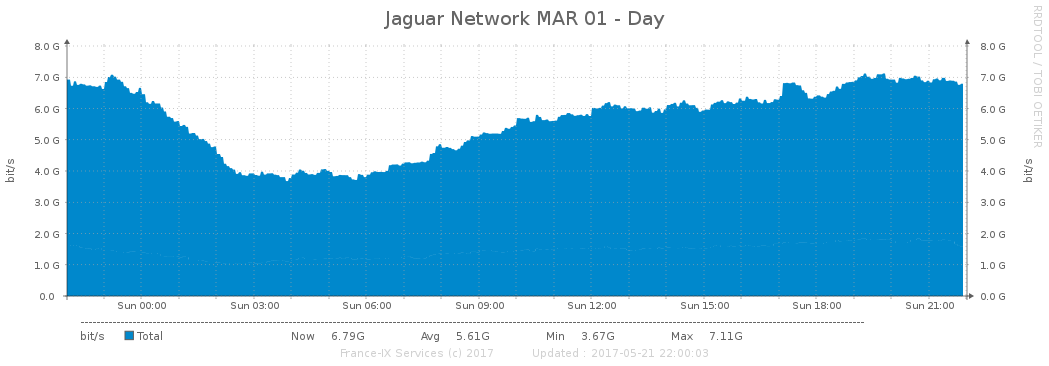 Jaguar Network MAR 01 - Day
RRDTOOL / TOBI OETIKER
8.0 G 8.0 G
7.0 G 7.0 G
6.0 G 6.0 G
5.0 G 5.0 G
4.0 G 4.0 G
3.0 G 3.0 G
2.0 G 2.0 G
1.0 G 1.0 G
0.0 0.0 G
bit/s
bit/s
Sun 00:00 Sun 03:00 Sun 06:00 Sun 09:00 Sun 12:00 Sun 15:00 Sun 18:00 Sun 21:00
bit/s Total Now 6.79G Avg 5.61G Min 3.67G Max 7.11G
France-IX Services (c) 2017 Updated : 2017-05-21 22:00:03